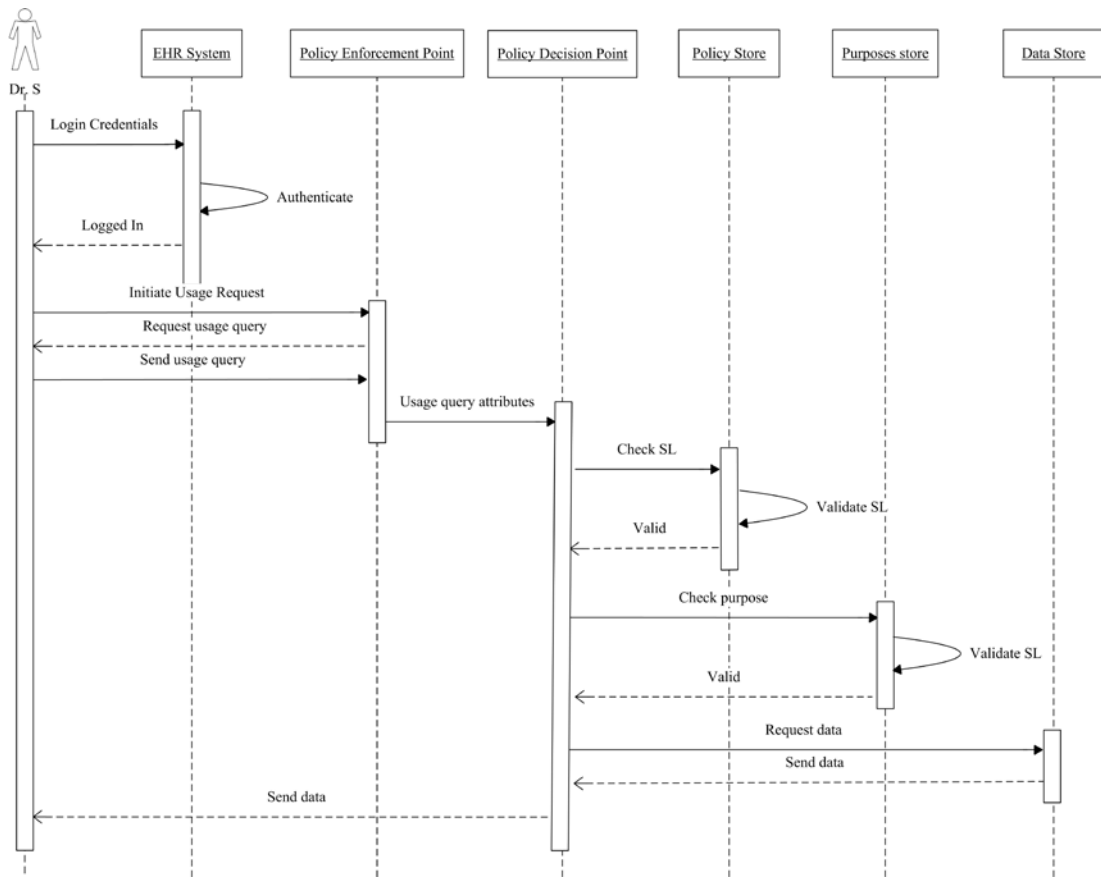 EHR System
Policy Enforcement Point
Policy Decision Point
Policy Store
Purposes store
Data Store
Dr. S
Login Credentials
Authenticate
Logged In
Initiate Usage Request
Request usage query
Send usage query
Usage query attributes
Check SL
Validate SL
Valid
Check purpose
Validate SL
Valid
Request data
Send data
Send data